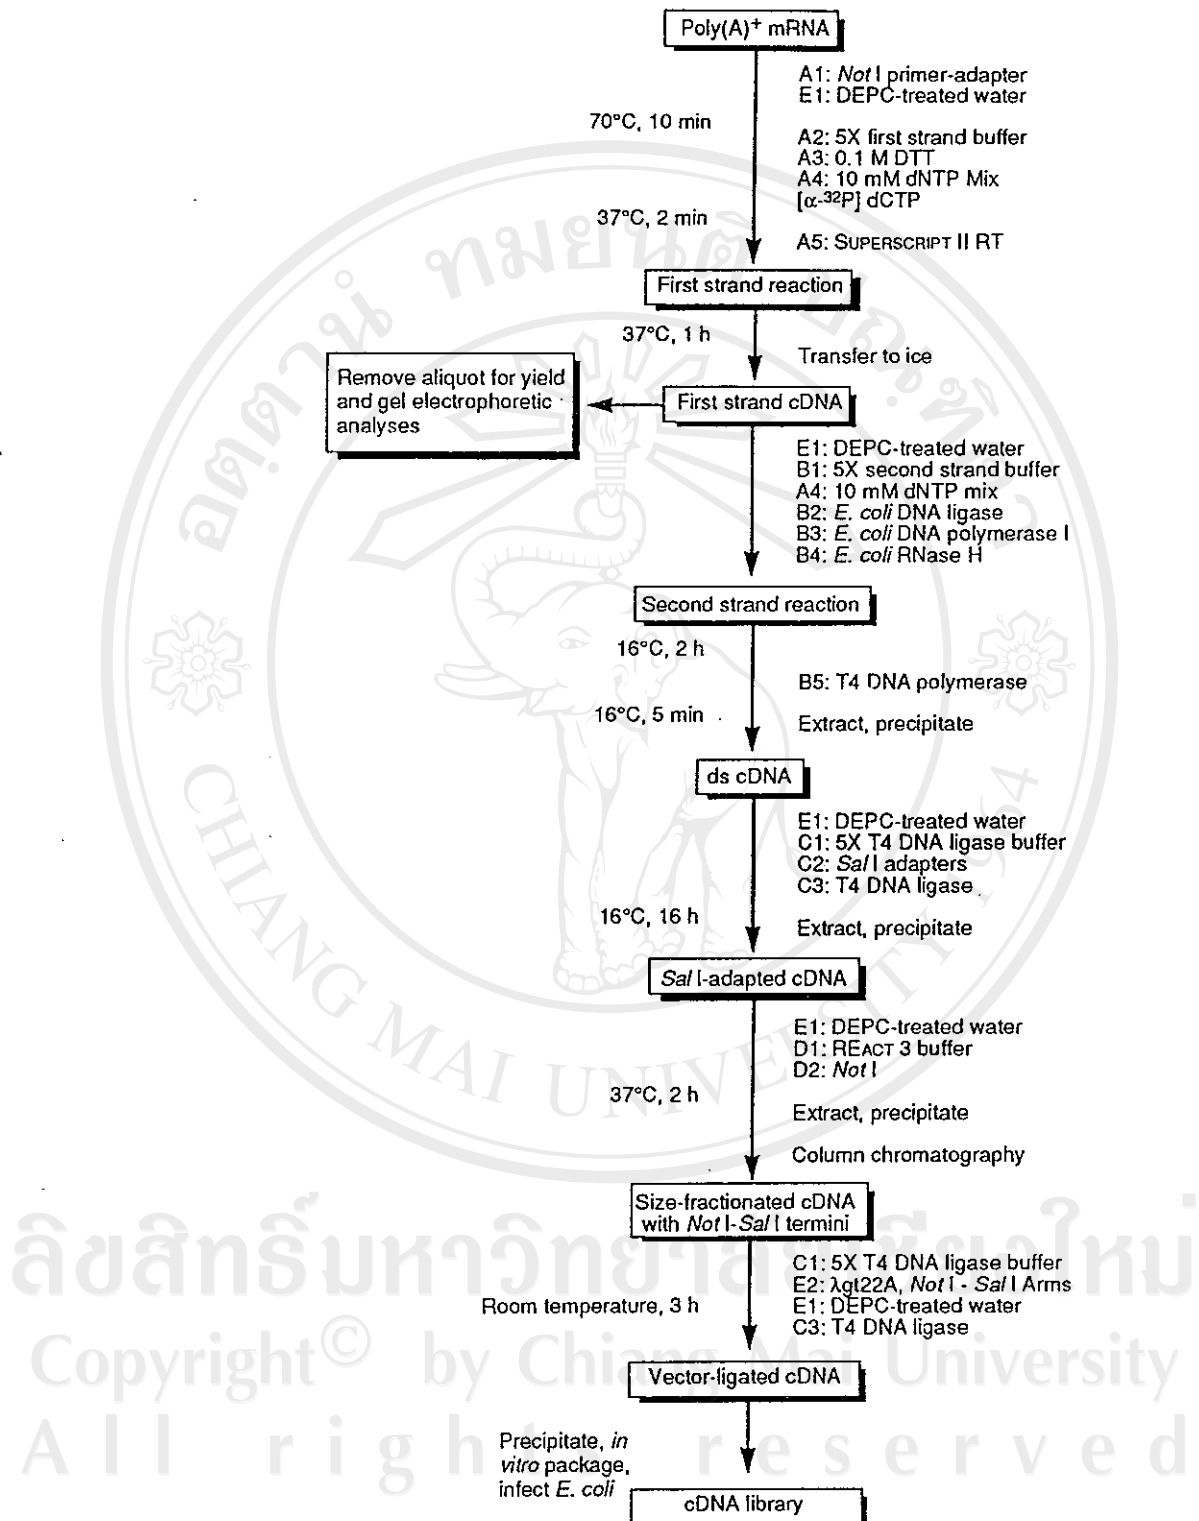 Poly(A)+ mRNA
A1: Not I primer-adapter
E1: DEPC-treated water
70°C, 10 min
A2: 5X first strand buffer
A3: 0.1 M DTT
A4: 10 mM dNTP Mix
[α-32P] dCTP
37°C, 2 min
A5: SUPERSCRIPT II RT
First strand reaction
37°C, 1 h
Transfer to ice
Remove aliquot for yield
and gel electrophoretic
analyses
First strand cDNA
E1: DEPC-treated water
B1: 5X second strand buffer
A4: 10 mM dNTP mix
B2: E. coli DNA ligase
B3: E. coli DNA polymerase I
B4: E. coli RNase H
Second strand reaction
16°C, 2 h
B5: T4 DNA polymerase
16°C, 5 min
Extract, precipitate
ds cDNA
E1: DEPC-treated water
C1: 5X T4 DNA ligase buffer
C2: Sal I adapters
C3: T4 DNA ligase
16°C, 16 h
Extract, precipitate
Sal I-adapted cDNA
E1: DEPC-treated water
D1: REACT 3 buffer
D2: Not I
37°C, 2 h
Extract, precipitate
Column chromatography
Size-fractionated cDNA
with Not I-Sal I termini
C1: 5X T4 DNA ligase buffer
E2: λgt22A, Not I - Sal I Arms
Room temperature, 3 h
E1: DEPC-treated water
C3: T4 DNA ligase
Vector-ligated cDNA
Precipitate, in
vitro package,
infect E. coli
cDNA library
CHIANG MAI UNIVERSITY 1964
ลิขสิทธิ์มหาวิทยาลัยเชียงใหม่
Copyright© by Chiang Mai University
All rights reserved